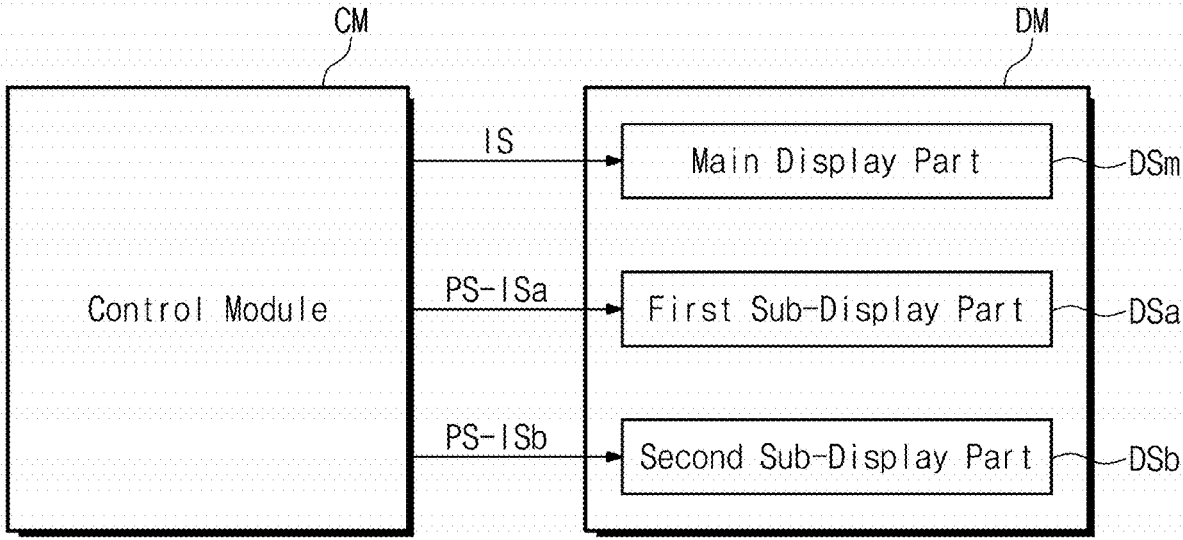 CM
DM
IS
Main Display Part
DSm
Control Module
PS-ISa
First Sub-Display Part
DSa
PS-ISb
Second Sub-Display Part
DSb